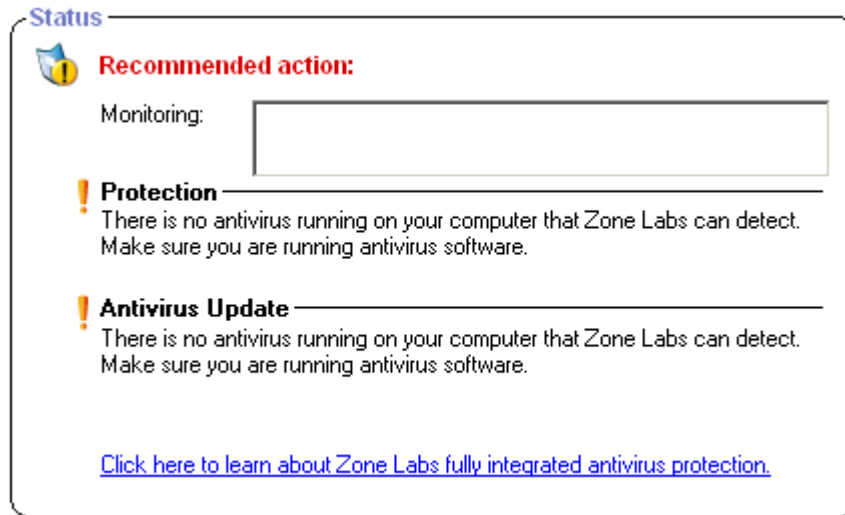 Status
Recommended action:
Monitoring:
Protection
There is no antivirus running on your computer that Zone Labs can detect.
Make sure you are running antivirus software.
Antivirus Update
There is no antivirus running on your computer that Zone Labs can detect.
Make sure you are running antivirus software.
Click here to learn about Zone Labs fully integrated antivirus protection.